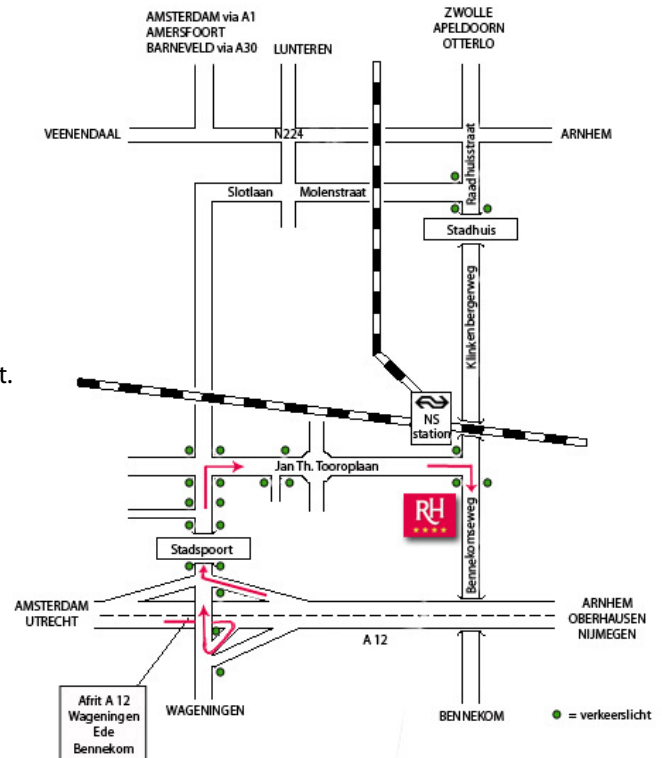 AMSTERDAM via A1
AMERSFOORT
BARNEVELD via A30
LUNTEREN
ZWOLLE
APELDOORN
OTTERLO
VEENENDAAL
N224
ARNHEM
Raadhuisstraat
Slotlaan
Molenstraat
Stadhuis
Klinkenbergerweg
t.
NS
station
Jan Th. Tooroplaan
RH
Bennekomseweg
Stadspoort
AMSTERDAM
UTRECHT
ARNHEM
OBERHAUSEN
NIJMEGEN
A 12
Afrit A 12
Wageningen
Ede
Bennekom
WAGENINGEN
BENNEKOM
= verkeerslicht